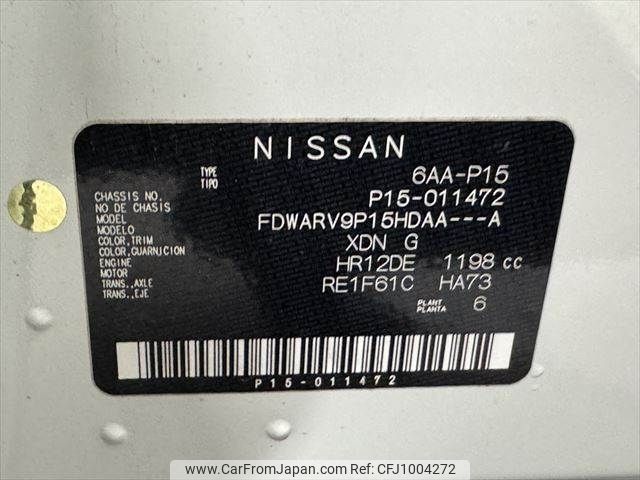 NISSAN
TYPE 6AA-P15
TIPO
CHASSIS NO. P15-011472
NO DE CHASIS
MODEL FDWARV9P15HDAA---A
MODELO
COLOR,TRIM XDN G
COLOR,GUARNICION
ENGINE HR12DE 1198 cc
MOTOR
TRANS.,AXLE RE1F61C HA73
TRANS.,EJE
PLANT 6
PLANTA
P15-011472
www.CarFromJapan.com | Car REFNO:CFJ1004272